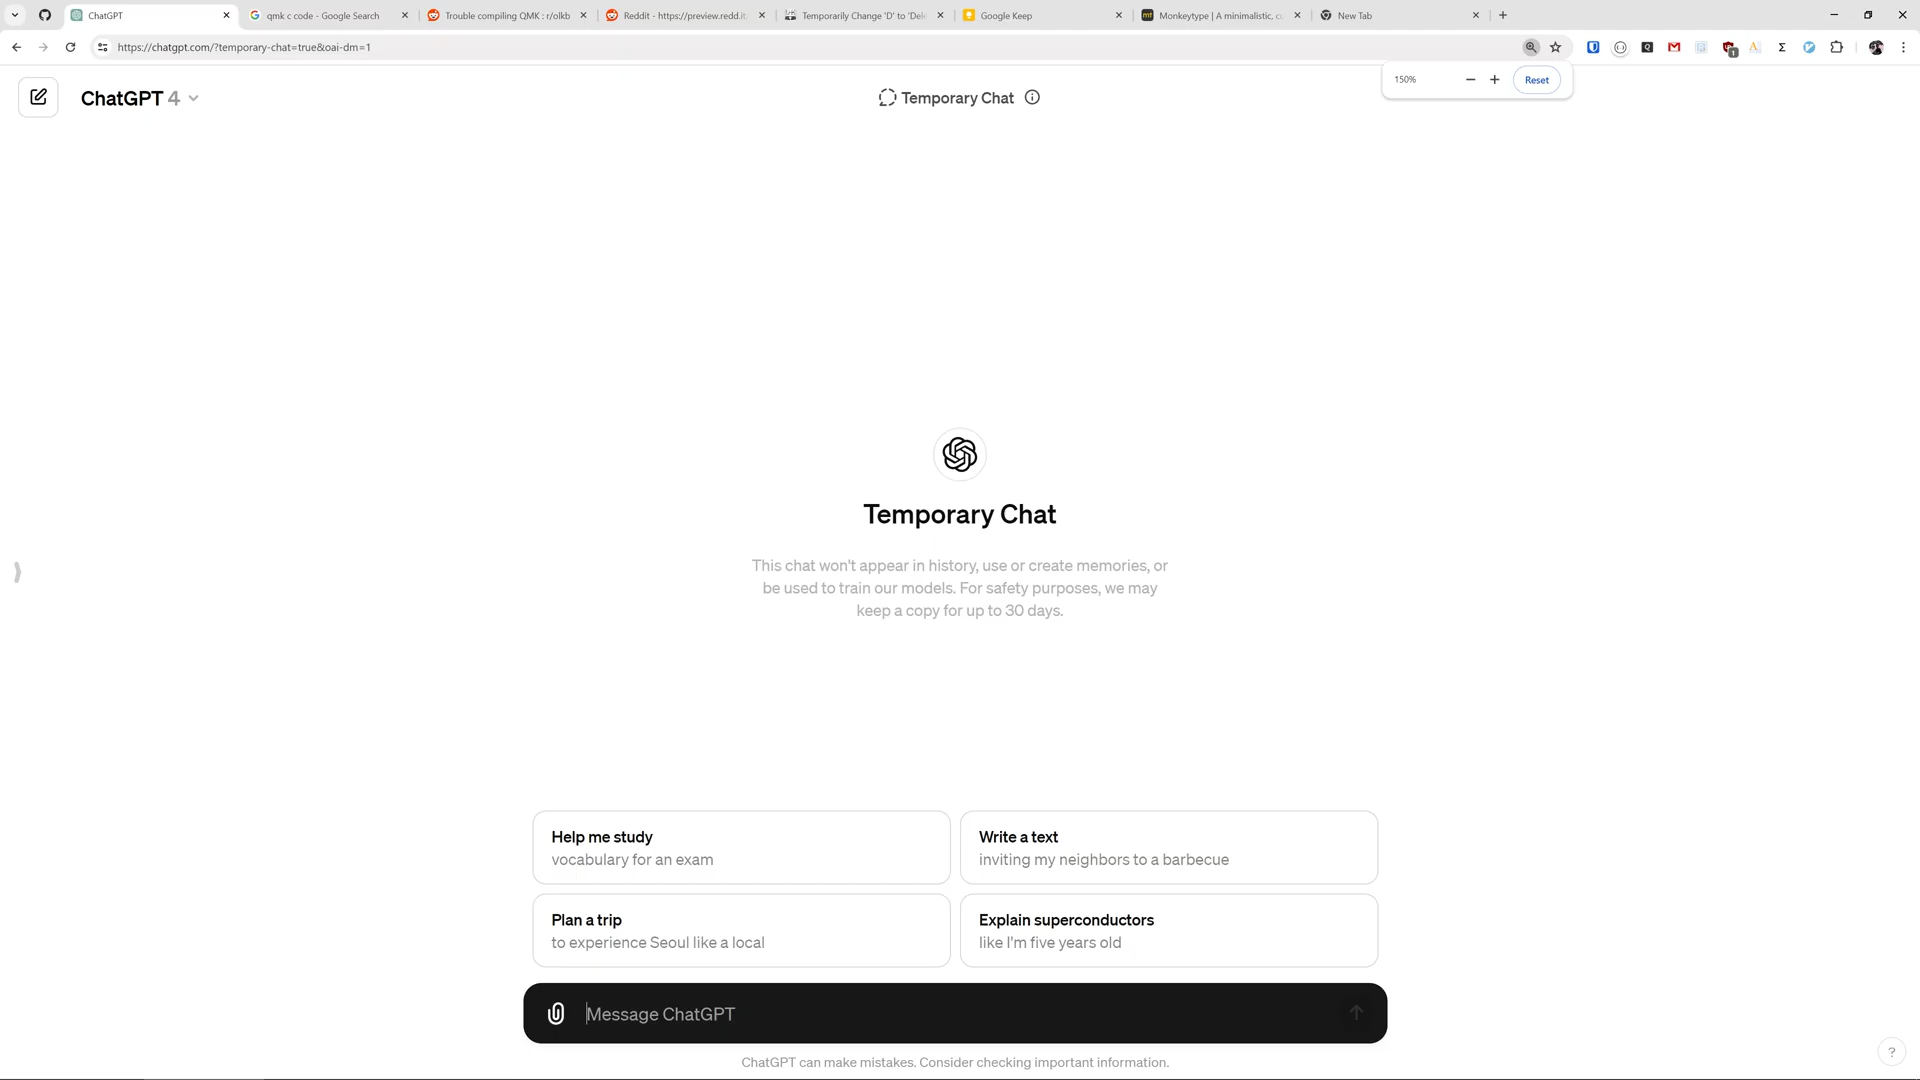 ChatGPT
qmk c code - Google Search
Trouble compiling QMK : r/olkb
Reddit - https://preview.redd.it
Temporarily Change 'D' to 'Dele
Google Keep
Monkeytype | A minimalistic, cu
New Tab
https://chatgpt.com/?temporary-chat=true&oai-dm=1
150%
Reset
ChatGPT 4
Temporary Chat
Temporary Chat
This chat won't appear in history, use or create memories, or
be used to train our models. For safety purposes, we may
keep a copy for up to 30 days.
Help me study
vocabulary for an exam
Write a text
inviting my neighbors to a barbecue
Plan a trip
to experience Seoul like a local
Explain superconductors
like I'm five years old
Message ChatGPT
ChatGPT can make mistakes. Consider checking important information.
?